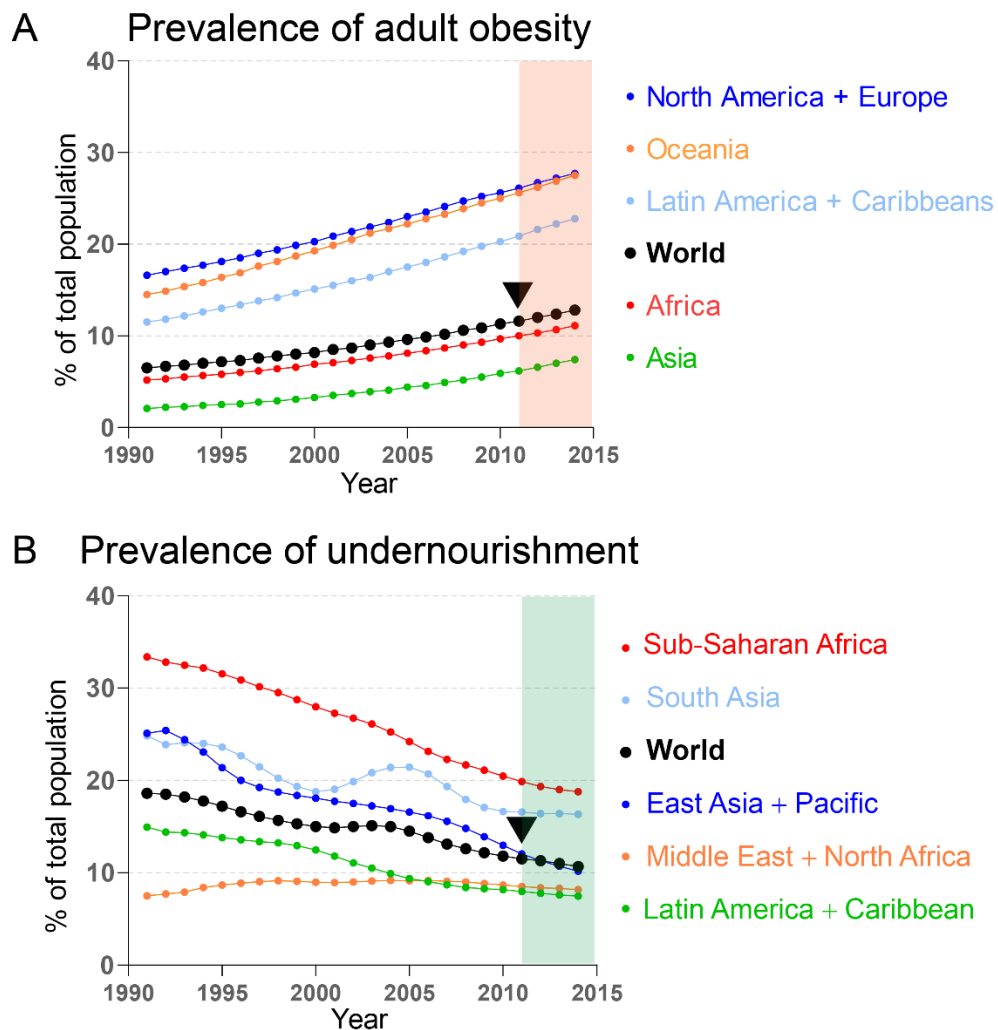 A Prevalence of adult obesity
% of total population
40
30
20
10
0
1990 1995 2000 2005 2010 2015
Year
North America + Europe
Oceania
Latin America + Caribbeans
World
Africa
Asia
B Prevalence of undernourishment
% of total population
40
30
20
10
0
1990 1995 2000 2005 2010 2015
Year
Sub-Saharan Africa
South Asia
World
East Asia + Pacific
Middle East + North Africa
Latin America + Caribbean